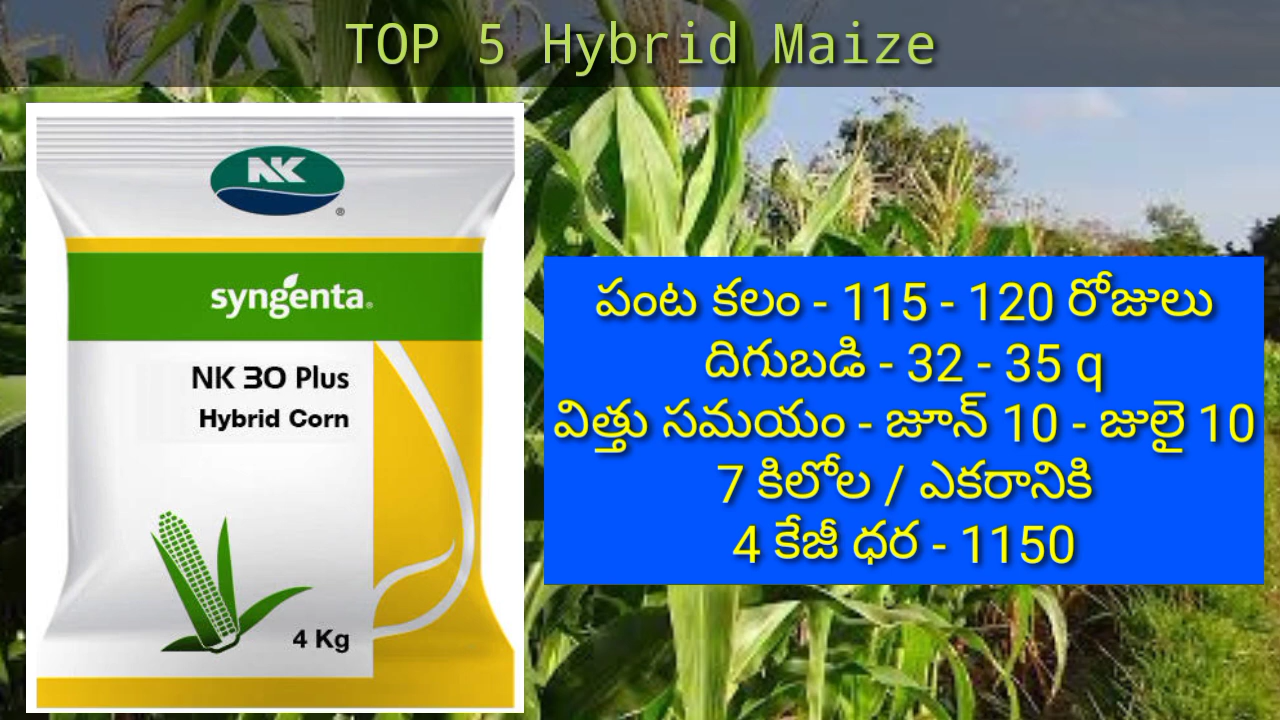 TOP 5 Hybrid Maize
NK
®
syngenta®
NK 30 Plus
Hybrid Corn
4 Kg
పంట కలం - 115 - 120 రోజులు
దిగుబడి - 32 - 35 q
విత్తు సమయం - జూన్ 10 - జులై 10
7 కిలోల / ఎకరానికి
4 కేజీ ధర - 1150